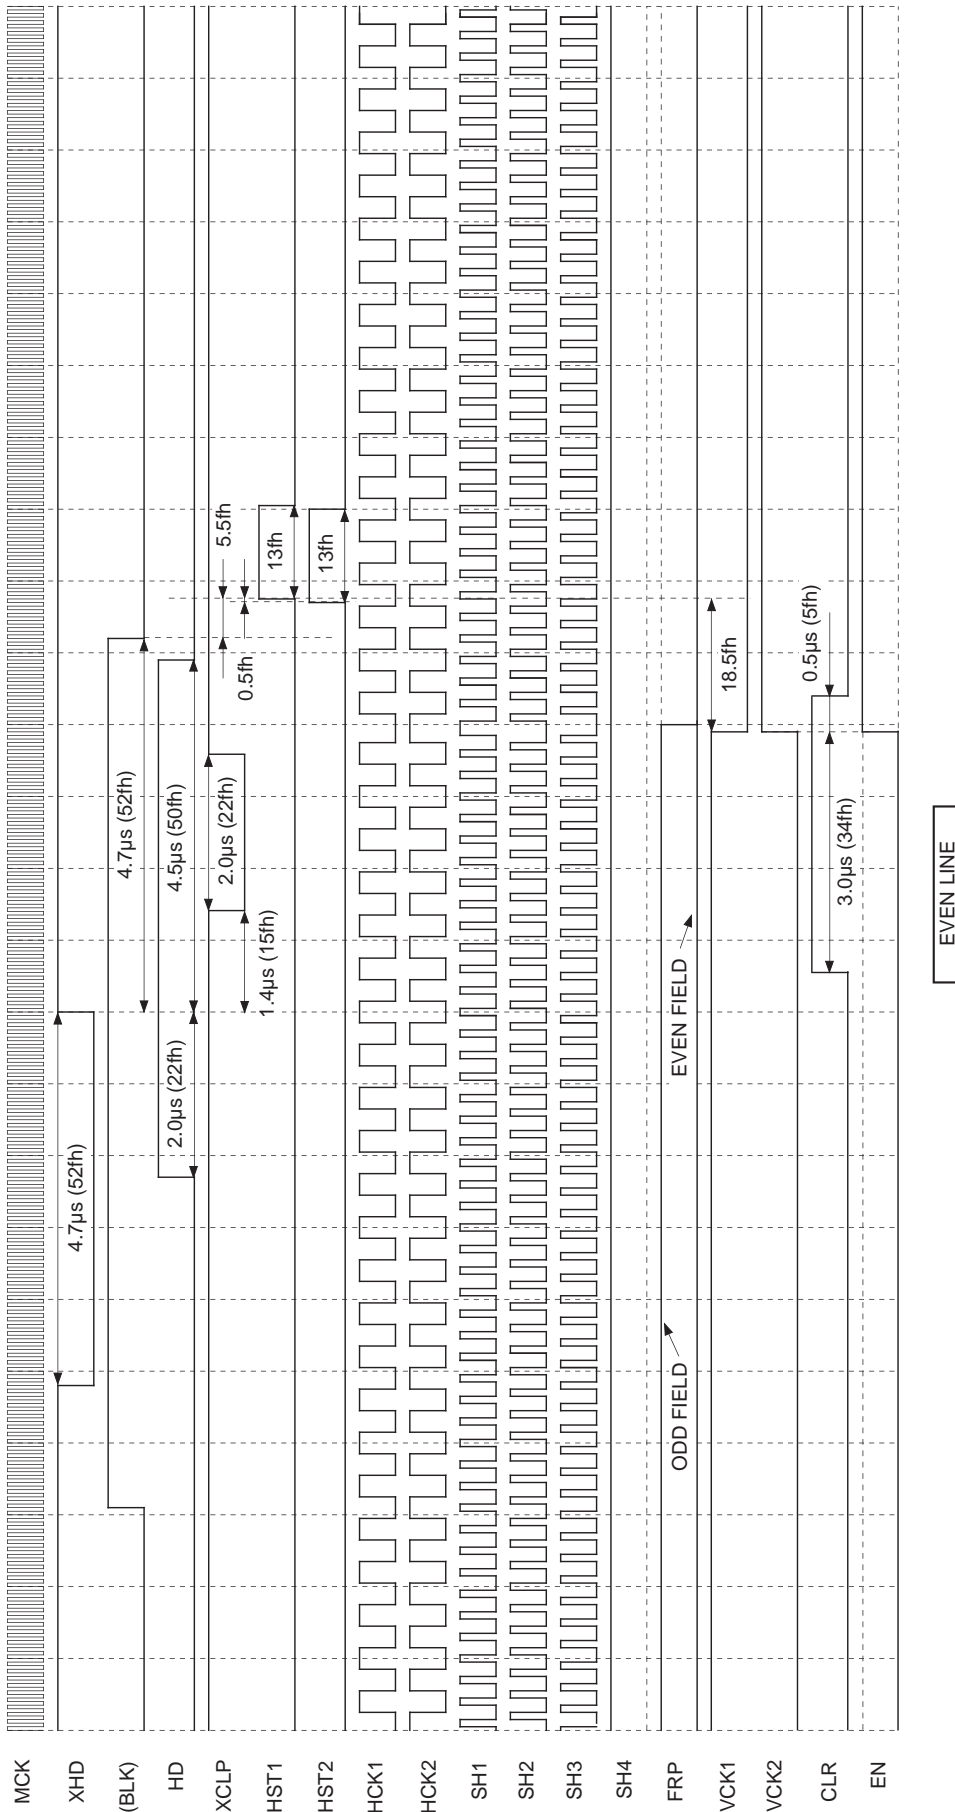 MCK
XHD
(BLK)
HD
XCLP
HST1
HST2
HCK1
HCK2
SH1
SH2
SH3
SH4
FRP
VCK1
VCK2
CLR
EN
4.7µs (52fh)
4.7µs (52fh)
2.0µs (22fh)
4.5µs (50fh)
1.4µs (15fh)
2.0µs (22fh)
0.5fh
5.5fh
13fh
13fh
ODD FIELD
EVEN FIELD
18.5fh
3.0µs (34fh)
0.5µs (5fh)
EVEN LINE